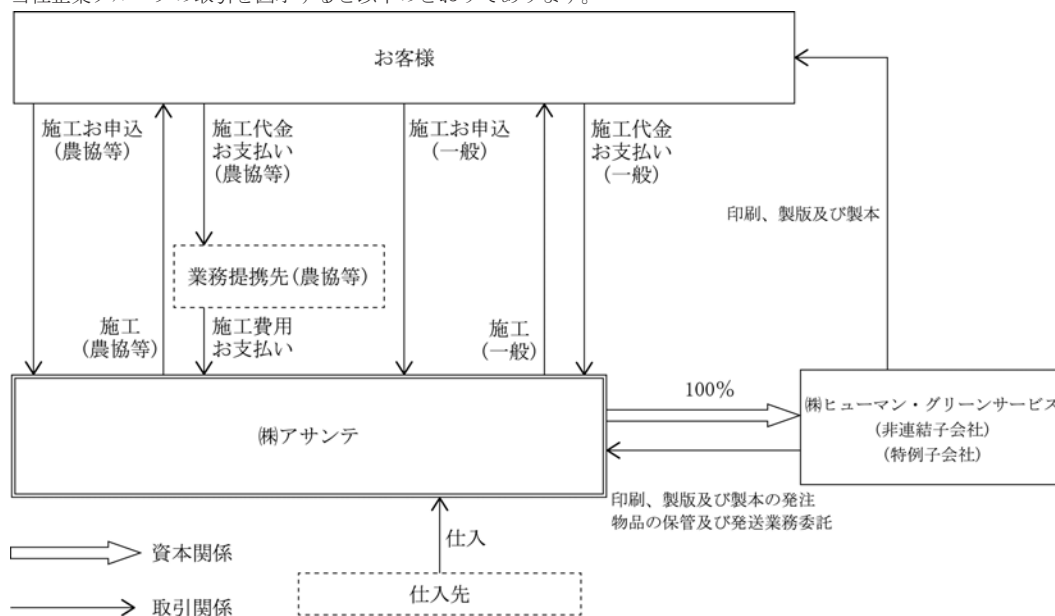 当社企業グループの取引を図示すると以下のとおりであります。
お客様
施工お申込
(農協等)
施工代金
お支払い
(農協等)
施工お申込
(一般)
施工代金
お支払い
(一般)
印刷、製版及び製本
業務提携先(農協等)
施工
(農協等)
施工費用
お支払い
施工
(一般)
㈱アサンテ
100%
㈱ヒューマン・グリーンサービス
(非連結子会社)
(特例子会社)
印刷、製版及び製本の発注
物品の保管及び発送業務委託
仕入
仕入先
資本関係
取引関係